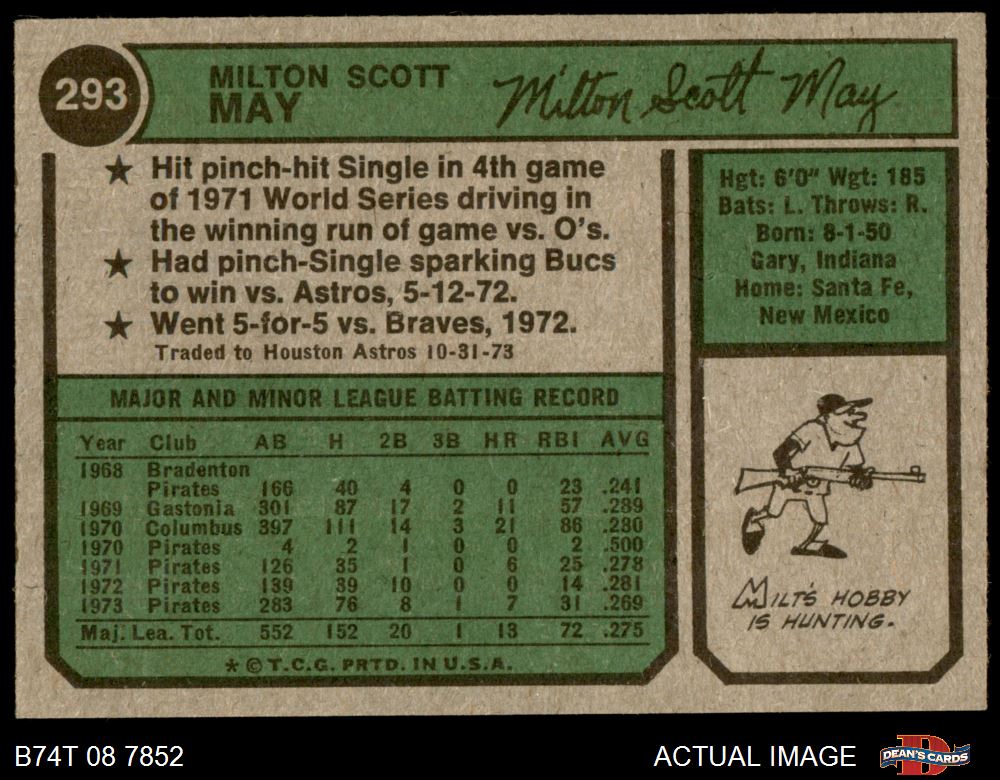 293
MILTON SCOTT
MAY
Milton Scott May
★ Hit pinch-hit Single in 4th game
of 1971 World Series driving in
the winning run of game vs. O's.
★ Had pinch-Single sparking Bucs
to win vs. Astros, 5-12-72.
★ Went 5-for-5 vs. Braves, 1972.
Traded to Houston Astros 10-31-73
Hgt: 6'0" Wgt: 185
Bats: L. Throws: R.
Born: 8-1-50
Gary, Indiana
Home: Santa Fe,
New Mexico
MAJOR AND MINOR LEAGUE BATTING RECORD
Year Club AB H 2B 3B HR RBI AVG
1968 Bradenton
Pirates 166 40 4 0 0 23 .241
1969 Gastonia 301 87 17 2 11 57 .289
1970 Columbus 397 111 14 3 21 86 .280
1970 Pirates 4 2 1 0 0 2 .500
1971 Pirates 126 35 1 0 6 25 .278
1972 Pirates 139 39 10 0 0 14 .281
1973 Pirates 283 76 8 1 7 31 .269
Maj. Lea. Tot. 552 152 20 1 13 72 .275
★ © T.C.G. PRTD. IN U.S.A.
MILT'S HOBBY
IS HUNTING.
B74T 08 7852
ACTUAL IMAGE
DEAN'S CARDS